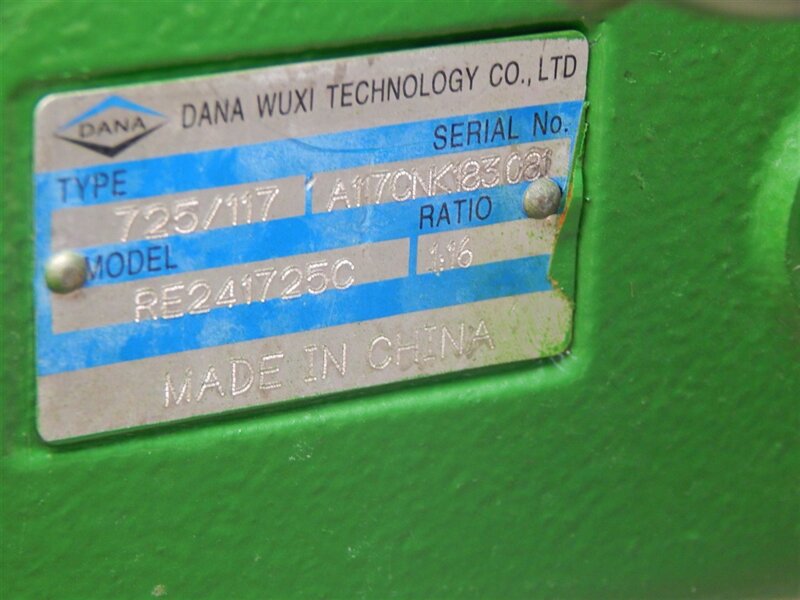 DANA DANA WUXI TECHNOLOGY CO., LTD
TYPE SERIAL No.
725/117 A117CNK183081
MODEL RATIO
RE241725C 1:16
MADE IN CHINA